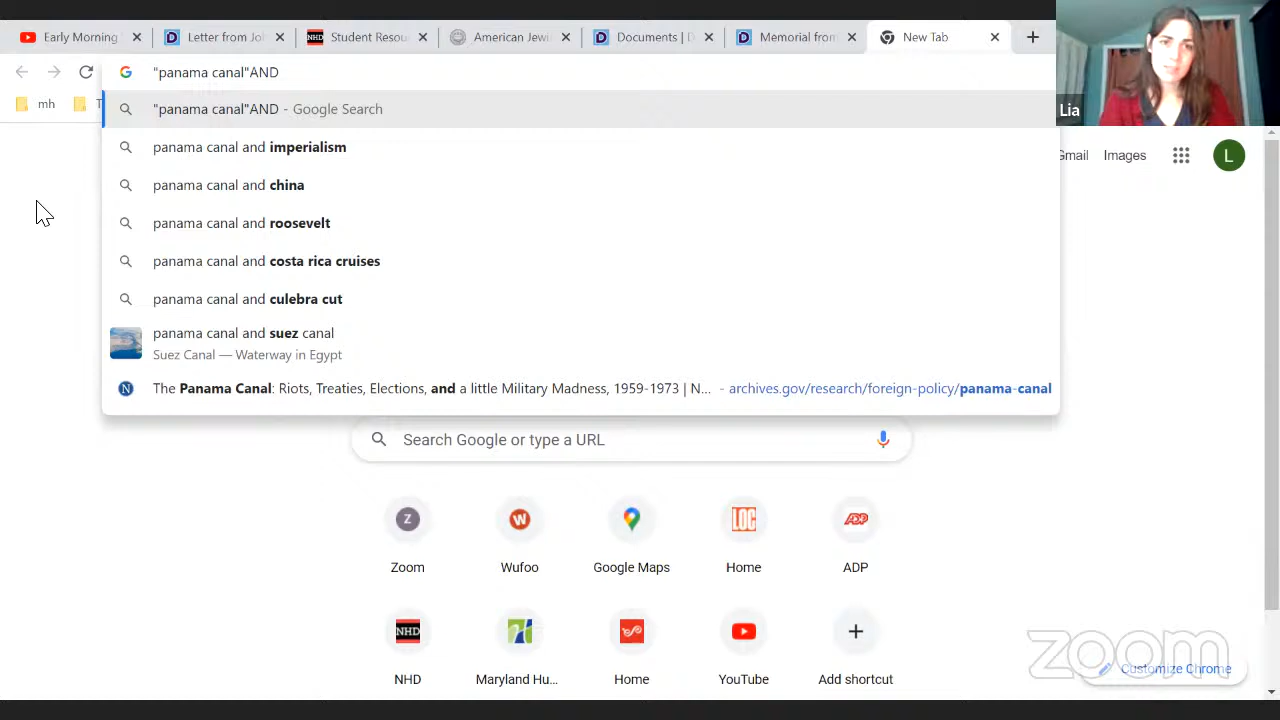 Early Morning
Letter from Jo
NHD
Student Resou
American Jewi
Documents | D
Memorial from
New Tab
"panama canal"AND
mh
T
"panama canal"AND - Google Search
panama canal and imperialism
panama canal and china
panama canal and roosevelt
panama canal and costa rica cruises
panama canal and culebra cut
panama canal and suez canal
Suez Canal — Waterway in Egypt
N
The Panama Canal: Riots, Treaties, Elections, and a little Military Madness, 1959-1973 | N... - archives.gov/research/foreign-policy/panama-canal
Lia
Gmail
Images
L
Search Google or type a URL
Z
W
LOC
ADP
Zoom
Wufoo
Google Maps
Home
ADP
NHD
NHD
Maryland Hu...
Home
YouTube
Add shortcut
zoom
Customize Chrome